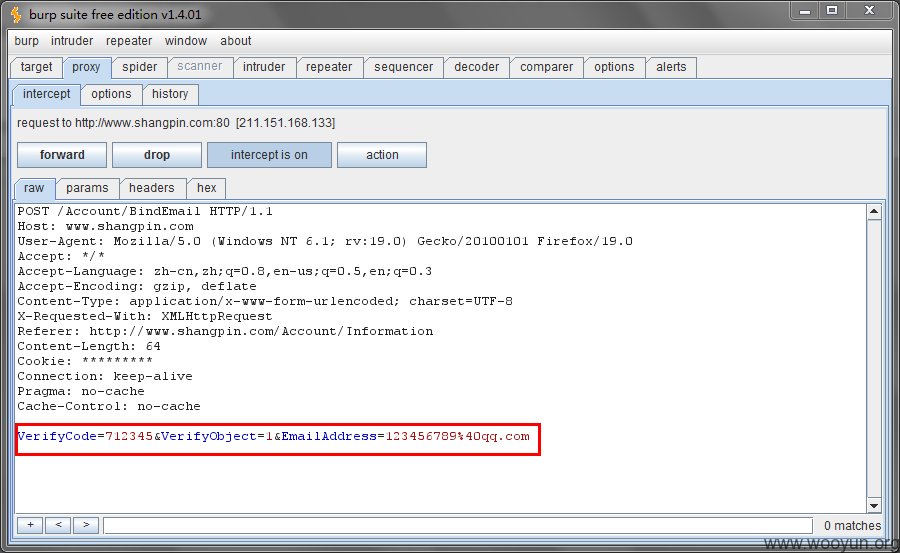 burp suite free edition v1.4.01
burp intruder repeater window about
target proxy spider scanner intruder repeater sequencer decoder comparer options alerts
intercept options history
request to http://www.shangpin.com:80 [211.151.168.133]
forward drop intercept is on action
raw params headers hex
POST /Account/BindEmail HTTP/1.1
Host: www.shangpin.com
User-Agent: Mozilla/5.0 (Windows NT 6.1; rv:19.0) Gecko/20100101 Firefox/19.0
Accept: */*
Accept-Language: zh-cn,zh;q=0.8,en-us;q=0.5,en;q=0.3
Accept-Encoding: gzip, deflate
Content-Type: application/x-www-form-urlencoded; charset=UTF-8
X-Requested-With: XMLHttpRequest
Referer: http://www.shangpin.com/Account/Information
Content-Length: 64
Cookie: *********
Connection: keep-alive
Pragma: no-cache
Cache-Control: no-cache
VerifyCode=712345&VerifyObject=1&EmailAddress=123456789%40qq.com
+ < > 0 matches
www.wooyun.org